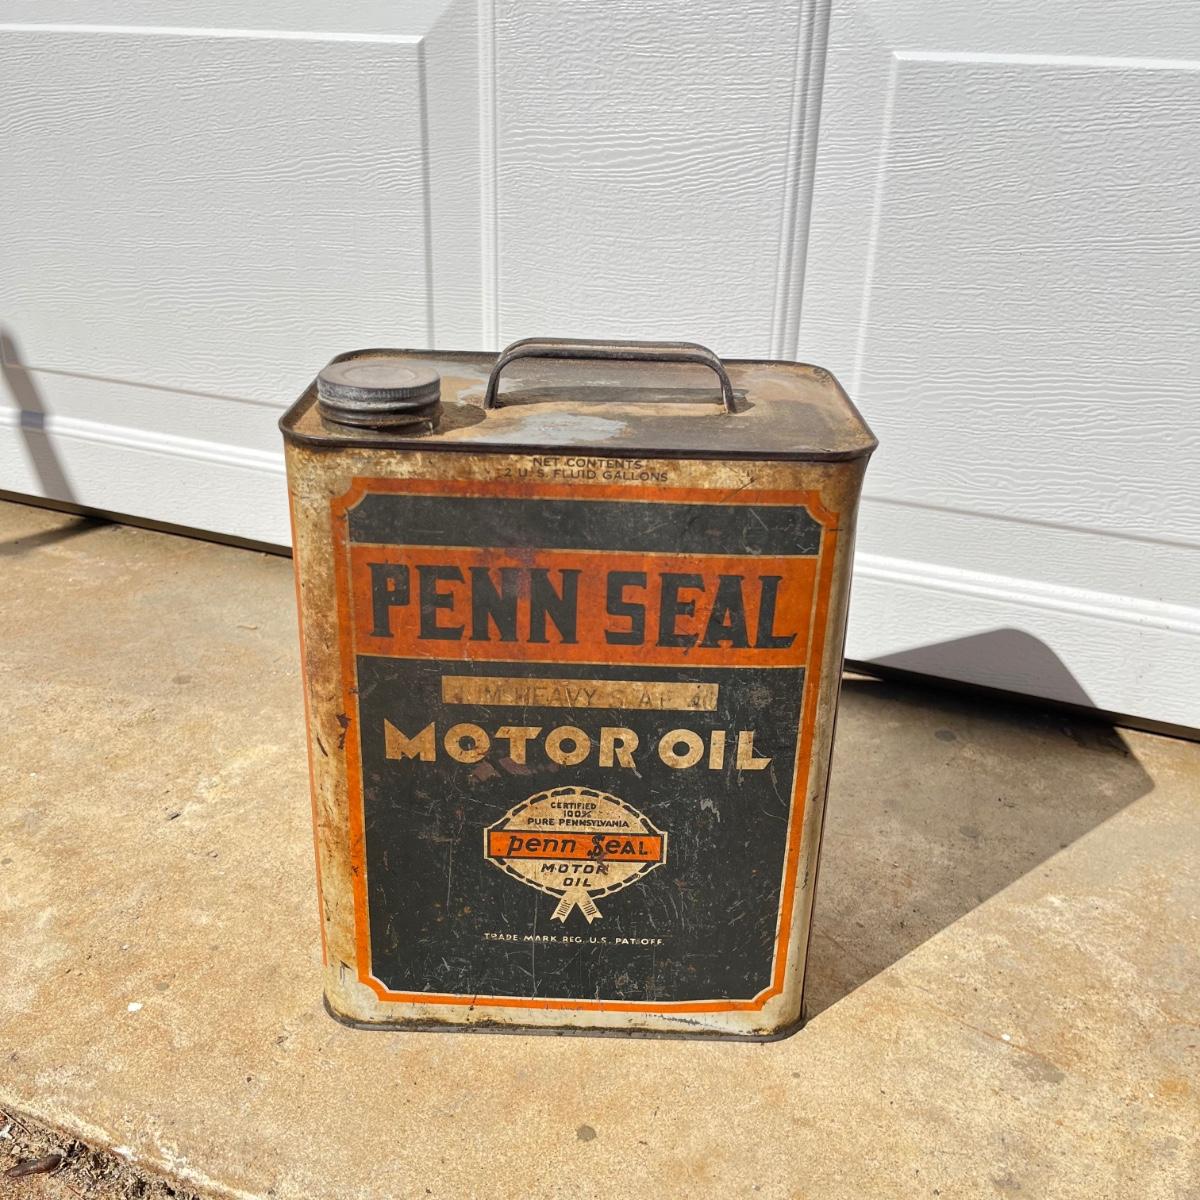 NET CONTENTS
2 U.S. FLUID GALLONS
PENN SEAL
HEAVY
MOTOR OIL
CERTIFIED
100%
PURE PENNSYLVANIA
penn Seal
MOTOR
OIL
TRADE MARK REG. U.S. PAT. OFF.